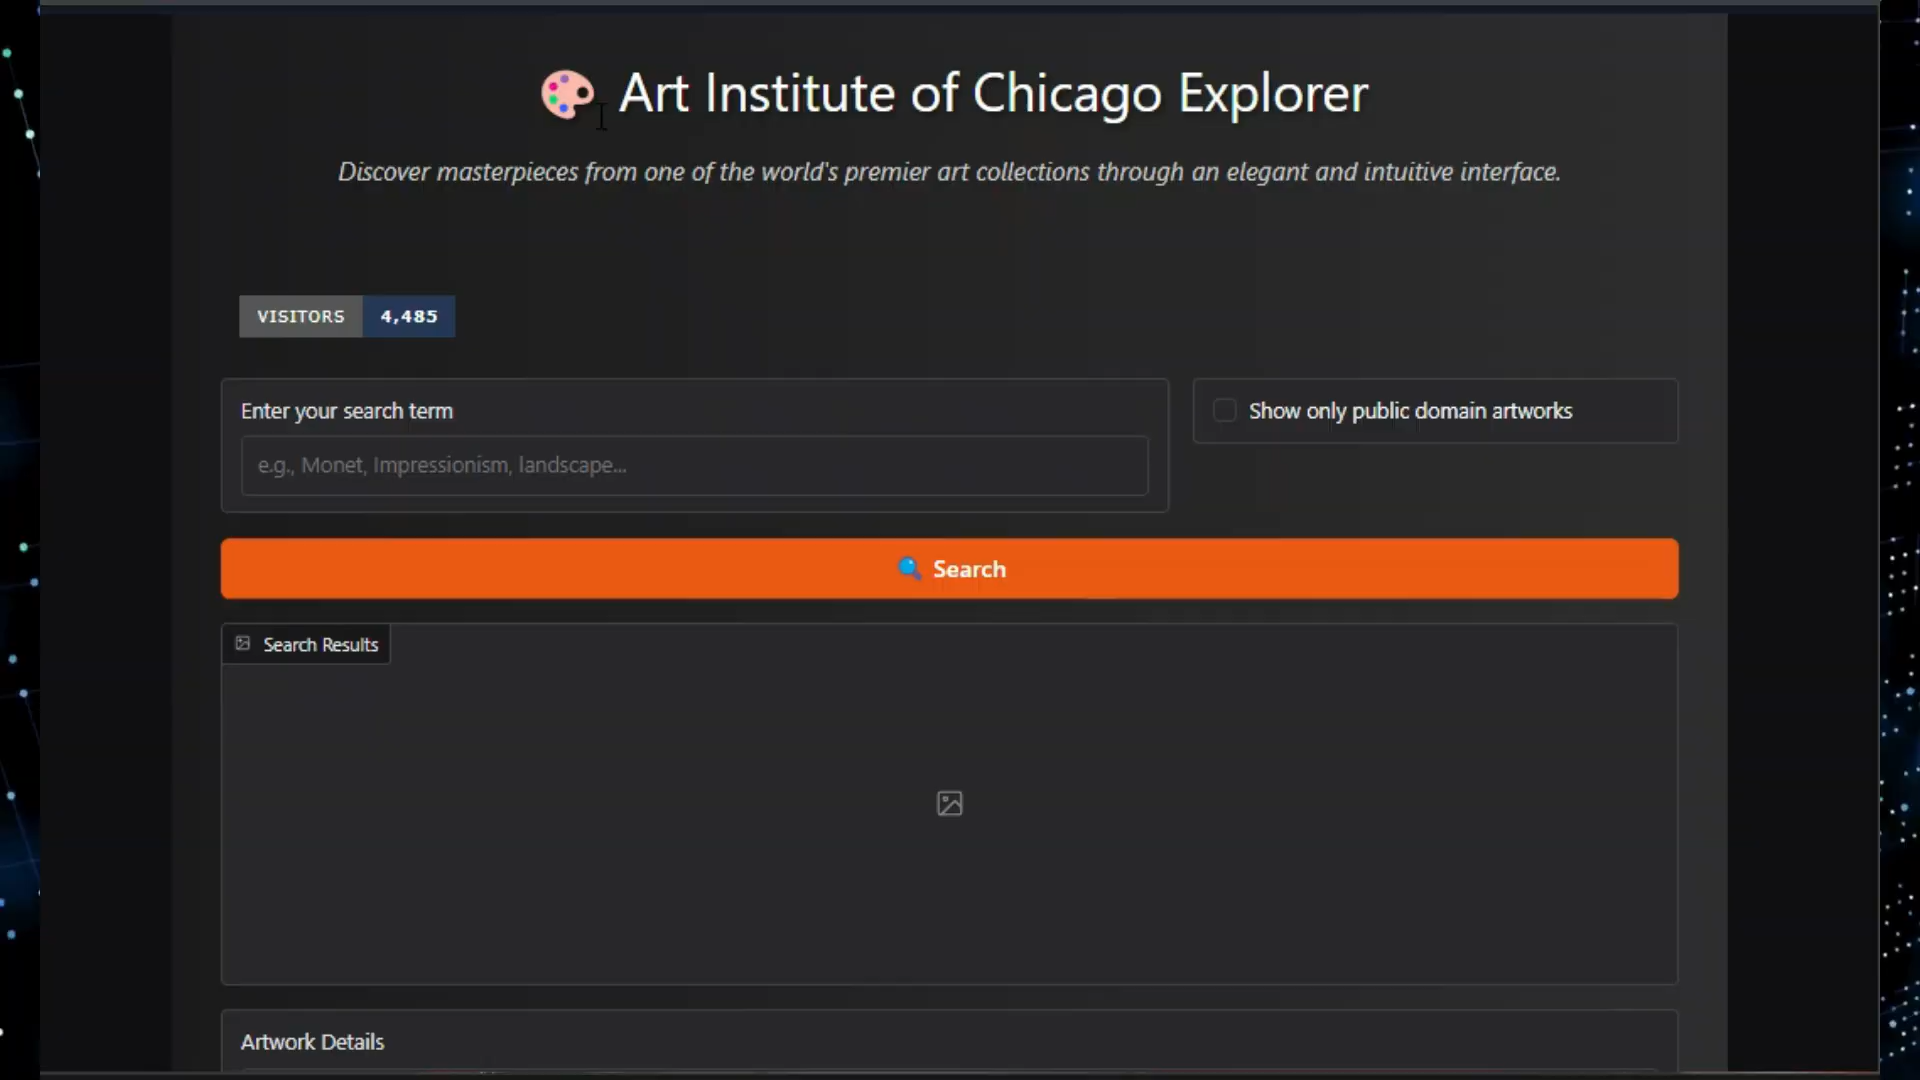 Art Institute of Chicago Explorer
Discover masterpieces from one of the world's premier art collections through an elegant and intuitive interface.
VISITORS 4,485
Enter your search term
e.g., Monet, Impressionism, landscape...
Show only public domain artworks
Search
Search Results
Artwork Details